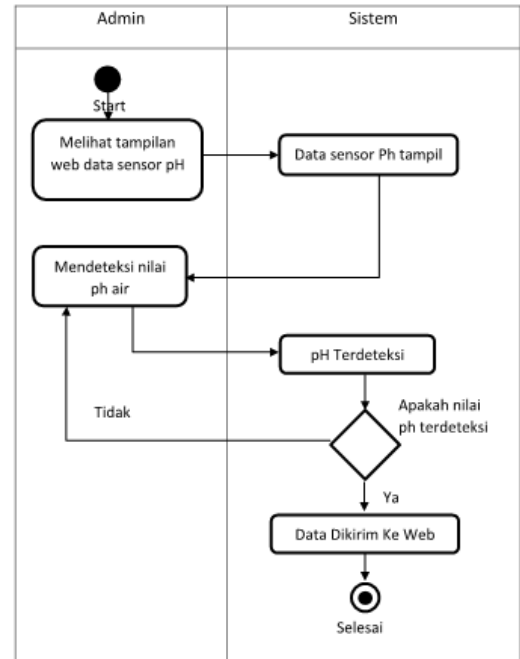 Admin
Sistem
Start
Melihat tampilan
web data sensor pH
Data sensor Ph tampil
Mendeteksi nilai
ph air
pH Terdeteksi
Apakah nilai
ph terdeteksi
Tidak
Ya
Data Dikirim Ke Web
Selesai